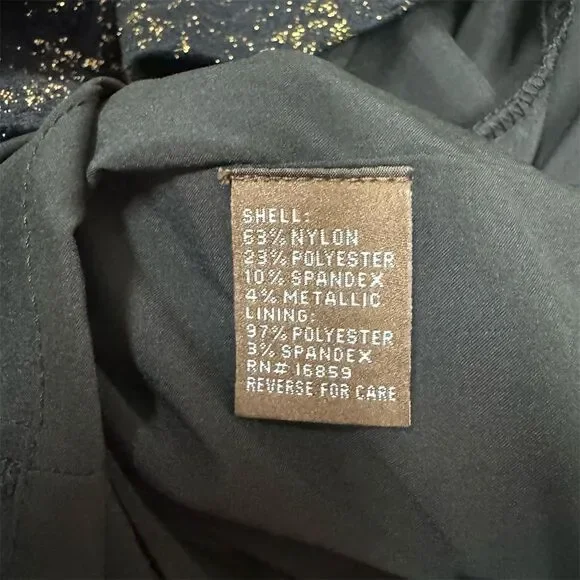 SHELL:
63% NYLON
23% POLYESTER
10% SPANDEX
4% METALLIC
LINING:
97% POLYESTER
3% SPANDEX
RN# 16859
REVERSE FOR CARE